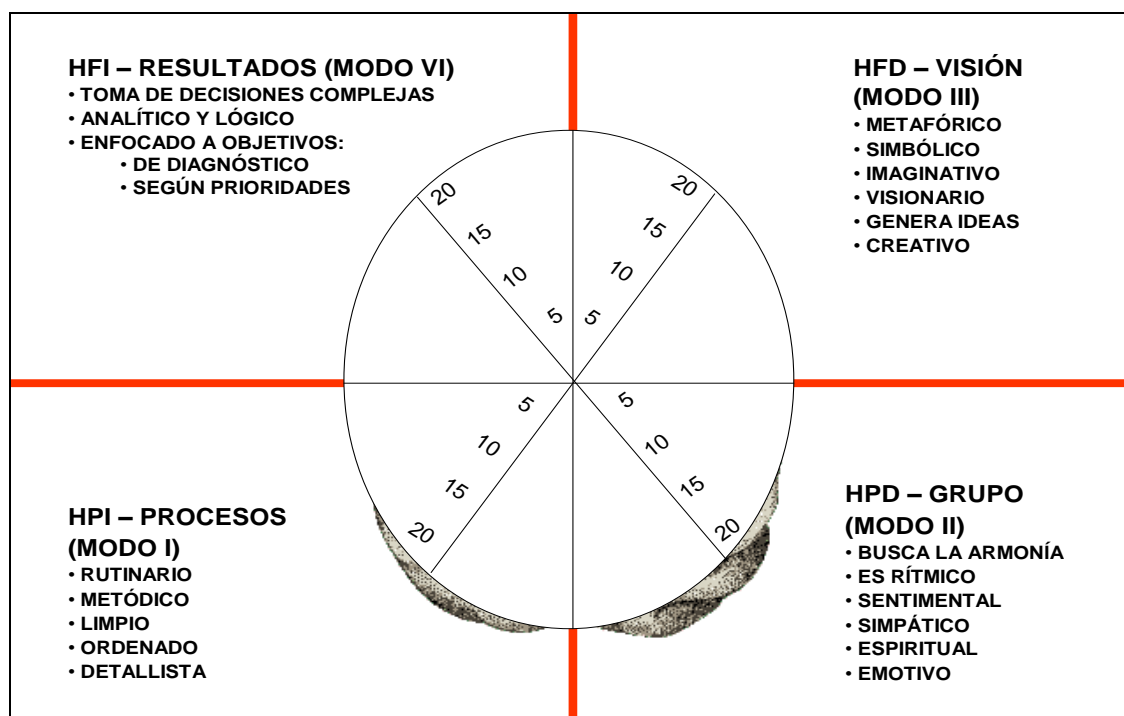 HFI – RESULTADOS (MODO VI)
• TOMA DE DECISIONES COMPLEJAS
• ANALÍTICO Y LÓGICO
• ENFOCADO A OBJETIVOS:
• DE DIAGNÓSTICO
• SEGÚN PRIORIDADES
HFD – VISIÓN
(MODO III)
• METAFÓRICO
• SIMBÓLICO
• IMAGINATIVO
• VISIONARIO
• GENERA IDEAS
• CREATIVO
20
15
10
5
20
15
10
5
5
10
15
20
5
10
15
20
HPI – PROCESOS
(MODO I)
• RUTINARIO
• METÓDICO
• LIMPIO
• ORDENADO
• DETALLISTA
HPD – GRUPO
(MODO II)
• BUSCA LA ARMONÍA
• ES RÍTMICO
• SENTIMENTAL
• SIMPÁTICO
• ESPIRITUAL
• EMOTIVO